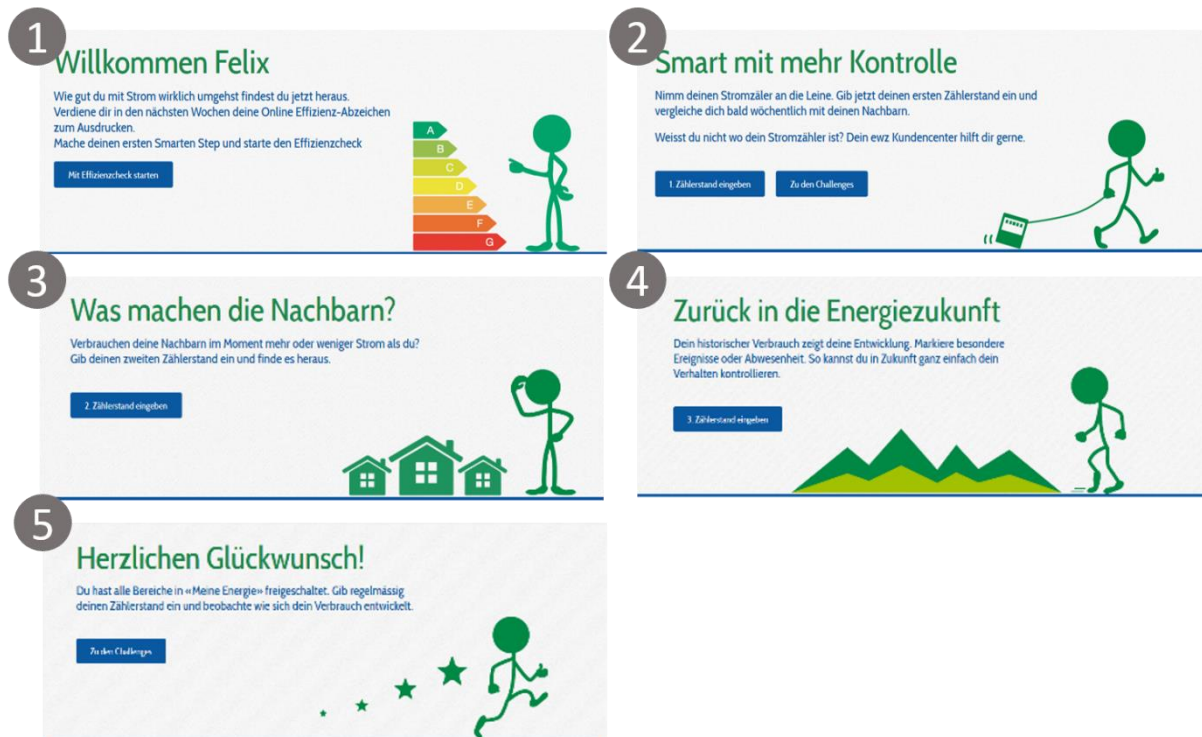 1
Willkommen Felix
Wie gut du mit Strom wirklich umgehst findest du jetzt heraus.
Verdiene dir in den nächsten Wochen deine Online Effizienz-Abzeichen
zum Ausdrucken.
Mache deinen ersten Smarten Step und starte den Effizienzcheck
Mit Effizienzcheck starten
A
B
C
D
E
F
G
2
Smart mit mehr Kontrolle
Nimm deinen Stromzäler an die Leine. Gib jetzt deinen ersten Zählerstand ein und
vergleiche dich bald wöchentlich mit deinen Nachbarn.
Weisst du nicht wo dein Stromzähler ist? Dein ewz Kundencenter hilft dir gerne.
1. Zählerstand eingeben
Zu den Challenges
3
Was machen die Nachbarn?
Verbrauchen deine Nachbarn im Moment mehr oder weniger Strom als du?
Gib deinen zweiten Zählerstand ein und finde es heraus.
2. Zählerstand eingeben
4
Zurück in die Energiezukunft
Dein historischer Verbrauch zeigt deine Entwicklung. Markiere besondere
Ereignisse oder Abwesenheit. So kannst du in Zukunft ganz einfach dein
Verhalten kontrollieren.
3. Zählerstand eingeben
5
Herzlichen Glückwunsch!
Du hast alle Bereiche in «Meine Energie» freigeschaltet. Gib regelmässig
deinen Zählerstand ein und beobachte wie sich dein Verbrauch entwickelt.
Zu den Challenges